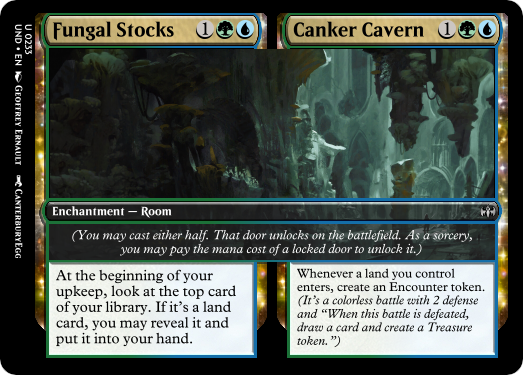 Fungal Stocks 1
Canker Cavern 1
Enchantment — Room
(You may cast either half. That door unlocks on the battlefield. As a sorcery,
you may pay the mana cost of a locked door to unlock it.)
At the beginning of your
upkeep, look at the top card
of your library. If it's a land
card, you may reveal it and
put it into your hand.
Whenever a land you control
enters, create an Encounter token.
(It's a colorless battle with 2 defense
and “When this battle is defeated,
draw a card and create a Treasure
token.”)
U 0233
UND • EN Geoffrey Ernault CanterburyEgg